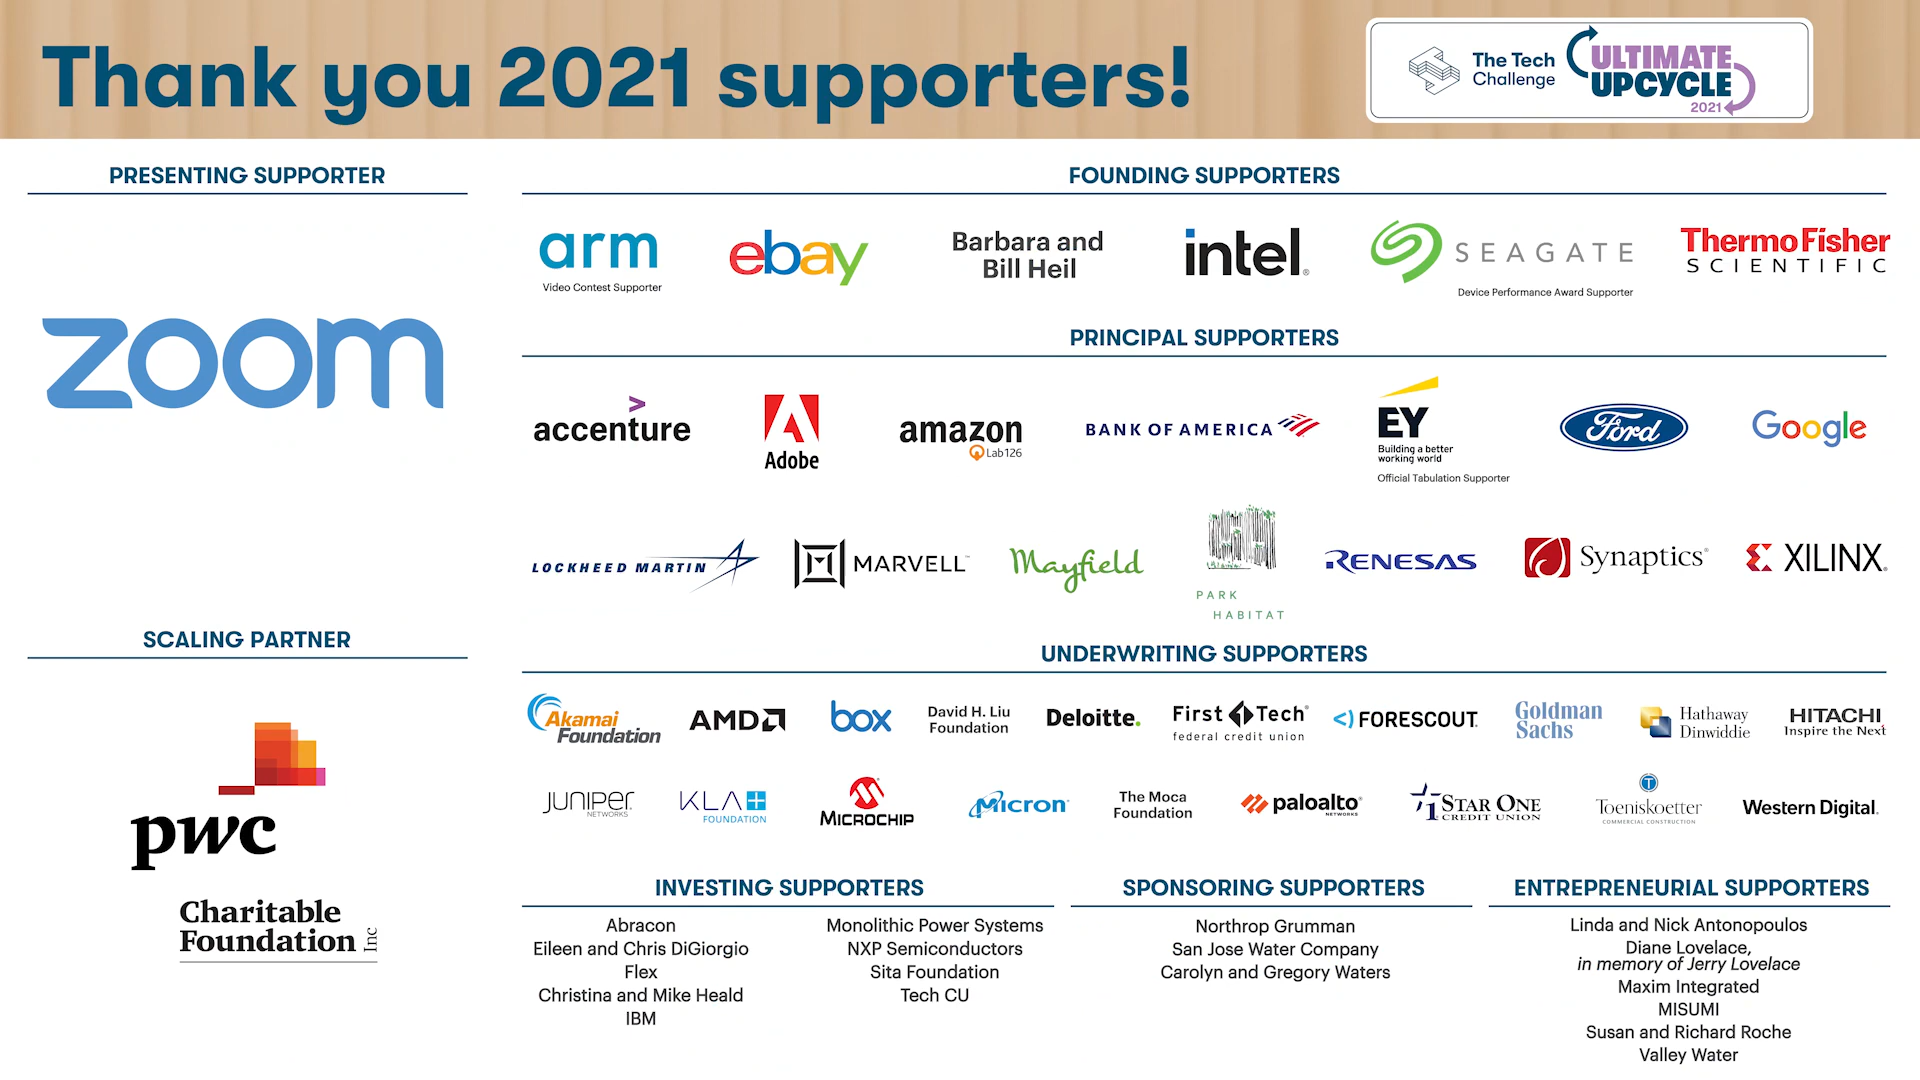 Thank you 2021 supporters!
The Tech
Challenge
ULTIMATE
UPCYCLE
2021
PRESENTING SUPPORTER
zoom
SCALING PARTNER
pwc
Charitable
Foundation Inc
FOUNDING SUPPORTERS
arm
Video Contest Supporter
ebay
Barbara and
Bill Heil
intel®
SEAGATE
Device Performance Award Supporter
ThermoFisher
SCIENTIFIC
PRINCIPAL SUPPORTERS
accenture
Adobe
amazon
Lab126
BANK OF AMERICA
EY
Building a better
working world
Official Tabulation Supporter
Ford
Google
LOCKHEED MARTIN
MARVELL™
Mayfield
PARK
HABITAT
RENESAS
Synaptics®
XILINX®
UNDERWRITING SUPPORTERS
Akamai
Foundation
AMD
box
David H. Liu
Foundation
Deloitte.
First Tech®
federal credit union
FORESCOUT
Goldman
Sachs
Hathaway
Dinwiddie
HITACHI
Inspire the Next
JUNIPER
NETWORKS
KLA
FOUNDATION
MICROCHIP
Micron
The Moca
Foundation
paloalto®
NETWORKS
STAR ONE
CREDIT UNION
Toeniskoetter
COMMERCIAL CONSTRUCTION
Western Digital®
INVESTING SUPPORTERS
Abracon
Eileen and Chris DiGiorgio
Flex
Christina and Mike Heald
IBM
Monolithic Power Systems
NXP Semiconductors
Sita Foundation
Tech CU
SPONSORING SUPPORTERS
Northrop Grumman
San Jose Water Company
Carolyn and Gregory Waters
ENTREPRENEURIAL SUPPORTERS
Linda and Nick Antonopoulos
Diane Lovelace,
in memory of Jerry Lovelace
Maxim Integrated
MISUMI
Susan and Richard Roche
Valley Water